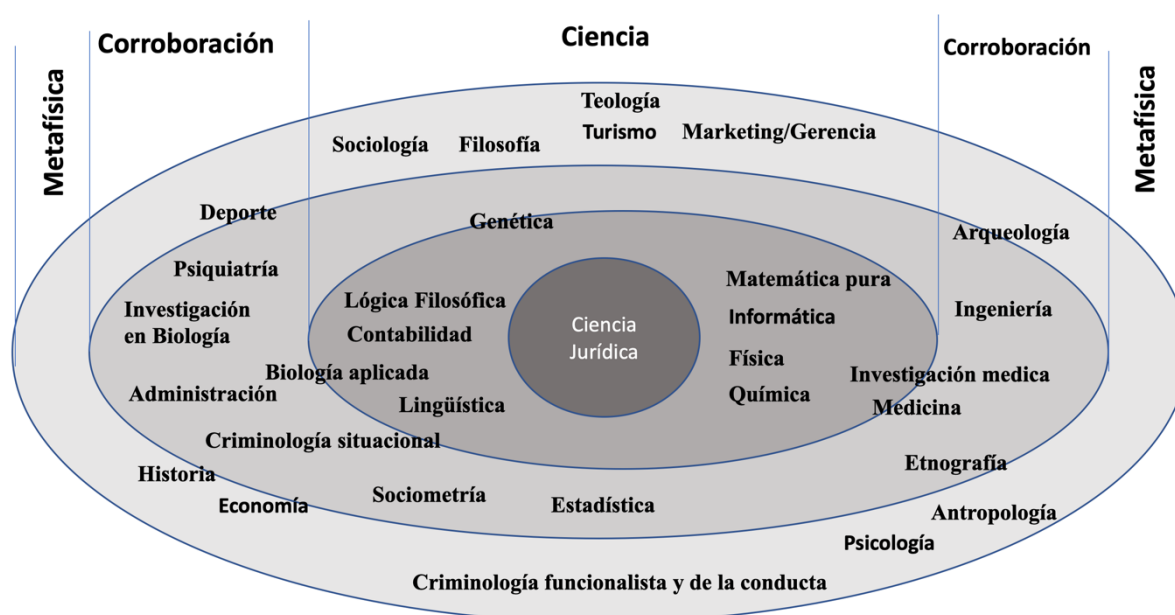 Corroboración
Ciencia
Corroboración
Metafísica
Metafísica
Teología
Turismo
Marketing/Gerencia
Sociología
Filosofía
Deporte
Genética
Arqueología
Psiquiatría
Matemática pura
Investigación
en Biología
Lógica Filosófica
Informática
Ingeniería
Contabilidad
Ciencia
Jurídica
Física
Biología aplicada
Investigación medica
Administración
Lingüística
Química
Medicina
Criminología situacional
Etnografía
Historia
Economía
Sociometría
Estadística
Antropología
Psicología
Criminología funcionalista y de la conducta